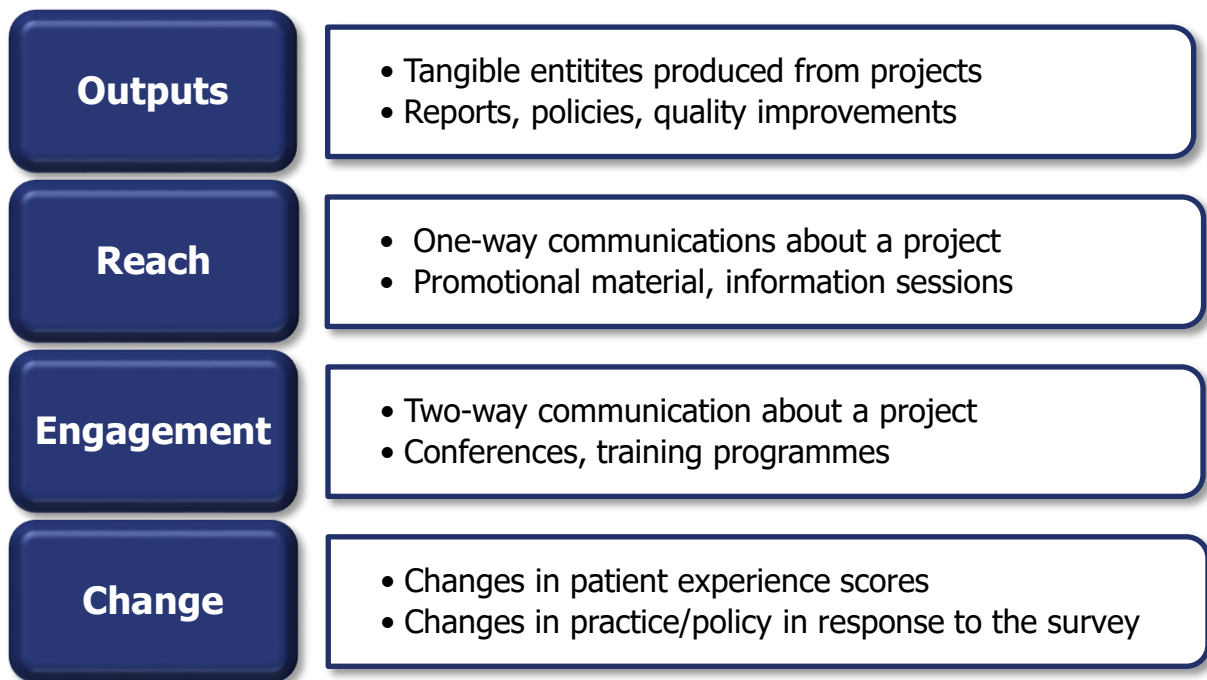 Outputs
• Tangible entitites produced from projects
• Reports, policies, quality improvements
Reach
• One-way communications about a project
• Promotional material, information sessions
Engagement
• Two-way communication about a project
• Conferences, training programmes
Change
• Changes in patient experience scores
• Changes in practice/policy in response to the survey